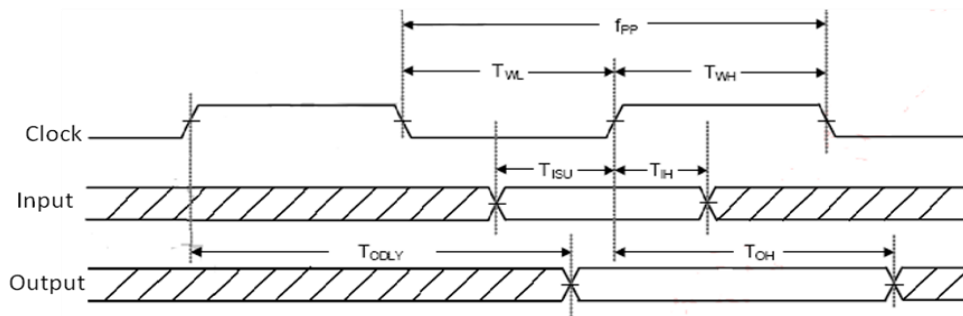 fPP
TWL TWH
Clock
TISU TIH
Input
TODLY TOH
Output